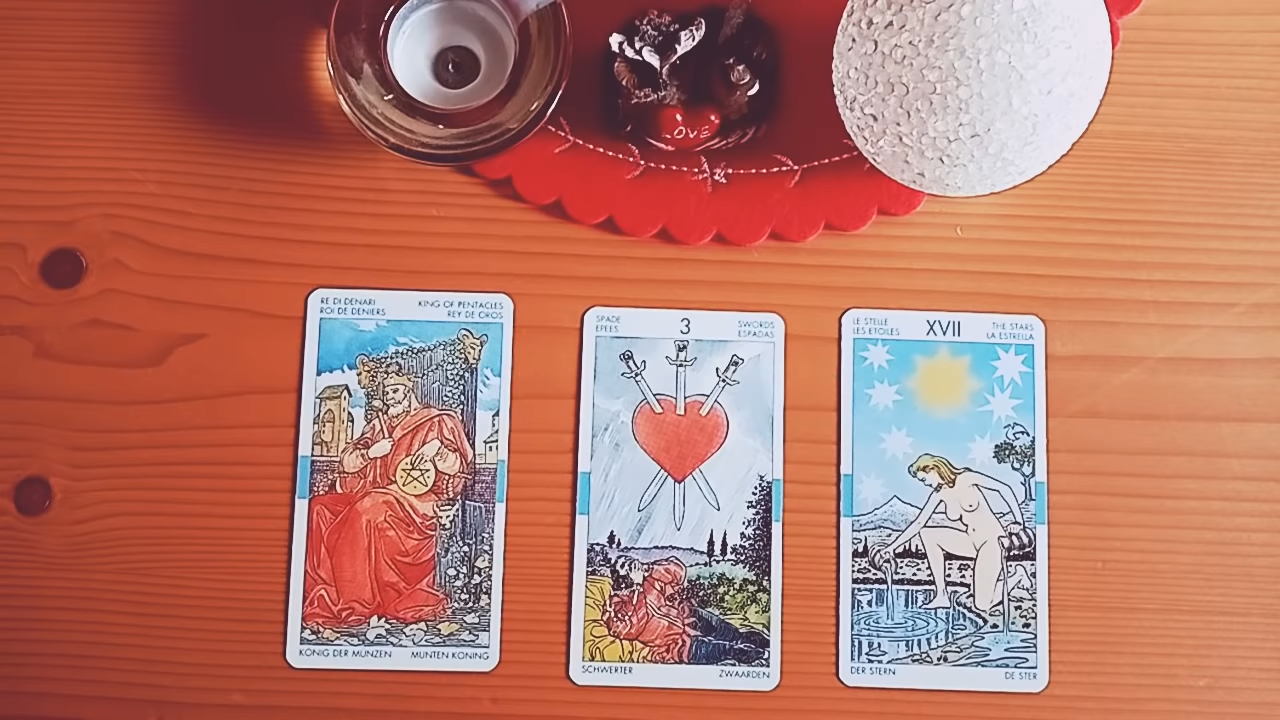 LOVE
RE DI DENARI KING OF PENTACLES
ROI DE DENIERS REY DE OROS
KÖNIG DER MÜNZEN MUNTEN KONING
SPADE 3 SWORDS
EPEES ESPADAS
SCHWERTER ZWAARDEN
LE STELLE XVII THE STARS
LES ETOILES LA ESTRELLA
DER STERN DE STER